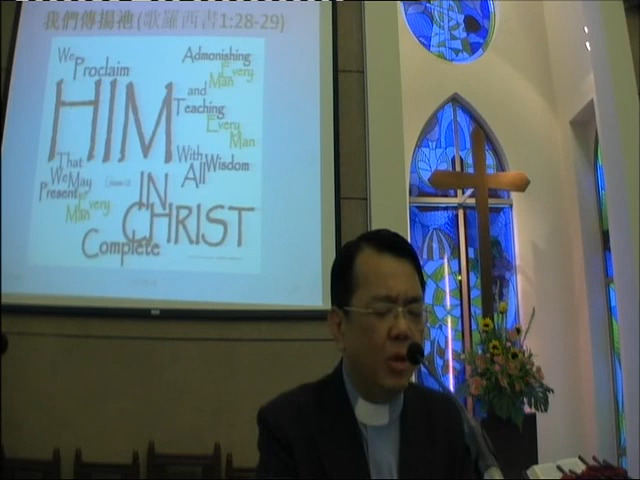 我們傳揚祂 (歌羅西書1:28-29)
We
Proclaim
HIM
Admonishing
Every
Man
and
Teaching
Every
Man
With
All Wisdom
That
We May
Present
Every
Man
Complete
IN
CHRIST